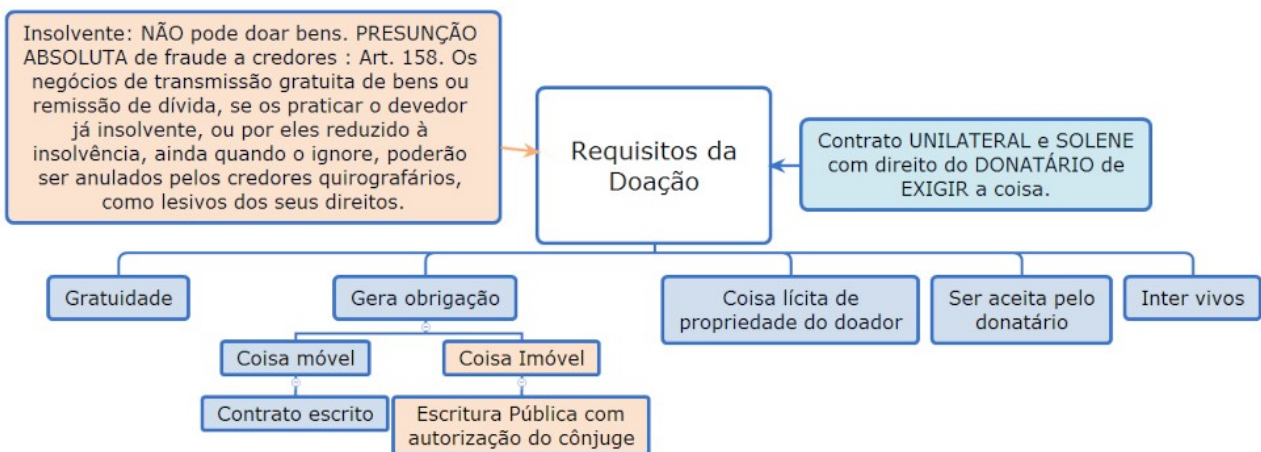 Insolvente: NÃO pode doar bens. PRESUNÇÃO
ABSOLUTA de fraude a credores : Art. 158. Os
negócios de transmissão gratuita de bens ou
remissão de dívida, se os praticar o devedor
já insolvente, ou por eles reduzido à
insolvência, ainda quando o ignore, poderão
ser anulados pelos credores quirografários,
como lesivos dos seus direitos.
Requisitos da
Doação
Contrato UNILATERAL e SOLENE
com direito do DONATÁRIO de
EXIGIR a coisa.
Gratuidade
Gera obrigação
Coisa lícita de
propriedade do doador
Ser aceita pelo
donatário
Inter vivos
Coisa móvel
Coisa Imóvel
Contrato escrito
Escritura Pública com
autorização do cônjuge